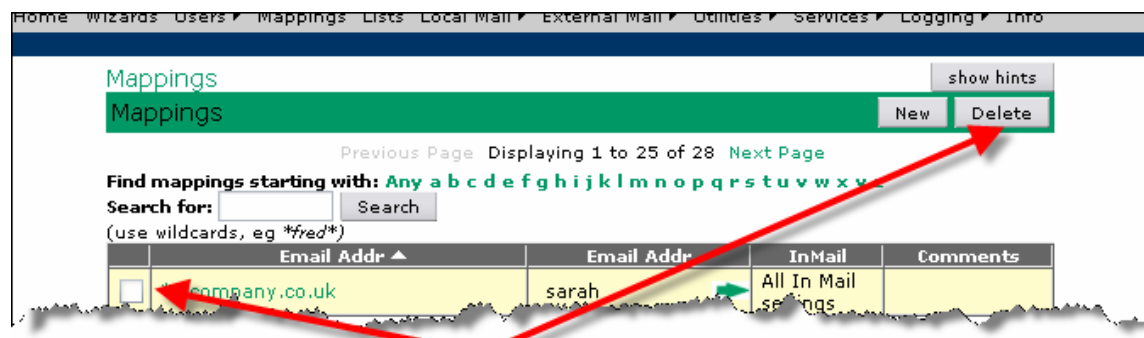 Home Wizards Users Mappings Lists Local Mail External Mail Utilities Services Logging Info
Mappings show hints
Mappings New Delete
Previous Page Displaying 1 to 25 of 28 Next Page
Find mappings starting with: Any a b c d e f g h i j k l m n o p q r s t u v w x y z
Search for: Search
(use wildcards, eg *fred*)
Email Addr Email Addr InMail Comments
company.co.uk sarah All In Mail
settings